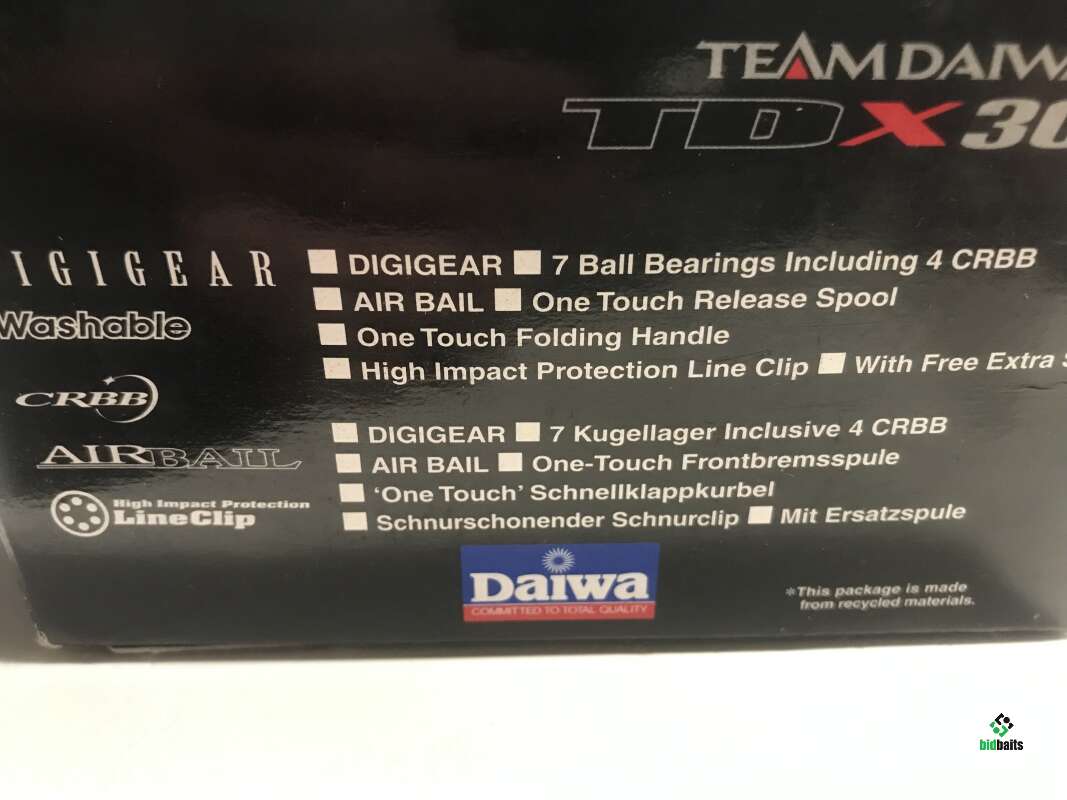 TEAM DAIWA
TDX 30
IGIGEAR
Washable
CRBB
AIR BAIL
High Impact Protection
LineClip
DIGIGEAR 7 Ball Bearings Including 4 CRBB
AIR BAIL One Touch Release Spool
One Touch Folding Handle
High Impact Protection Line Clip With Free Extra S
DIGIGEAR 7 Kugellager Inclusive 4 CRBB
AIR BAIL One-Touch Frontbremsspule
‘One Touch’ Schnellklappkurbel
Schnurschonender Schnurclip Mit Ersatzspule
Daiwa
COMMITTED TO TOTAL QUALITY
*This package is made
from recycled materials.
bidbaits